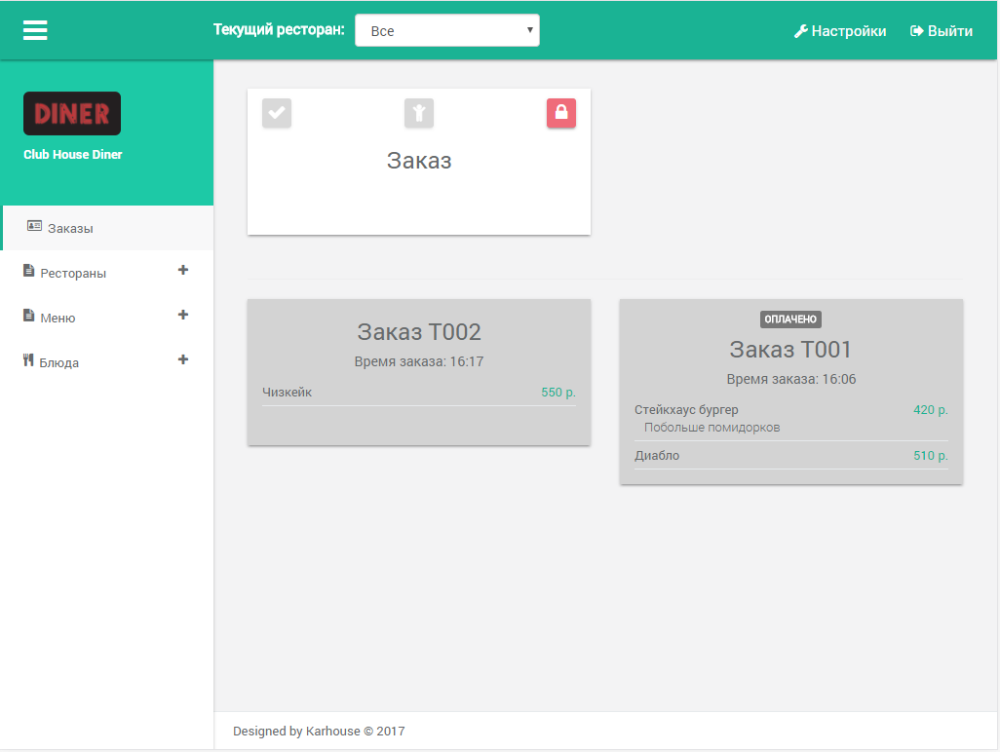 Текущий ресторан: Все Настройки Выйти
DINER
Club House Diner
Заказы
Рестораны
Меню
Блюда
Заказ
Заказ T002
Время заказа: 16:17
Чизкейк 550 р.
ОПЛАЧЕНО
Заказ T001
Время заказа: 16:06
Стейкхаус бургер 420 р.
Побольше помидорков
Диабло 510 р.
Designed by Karhouse © 2017